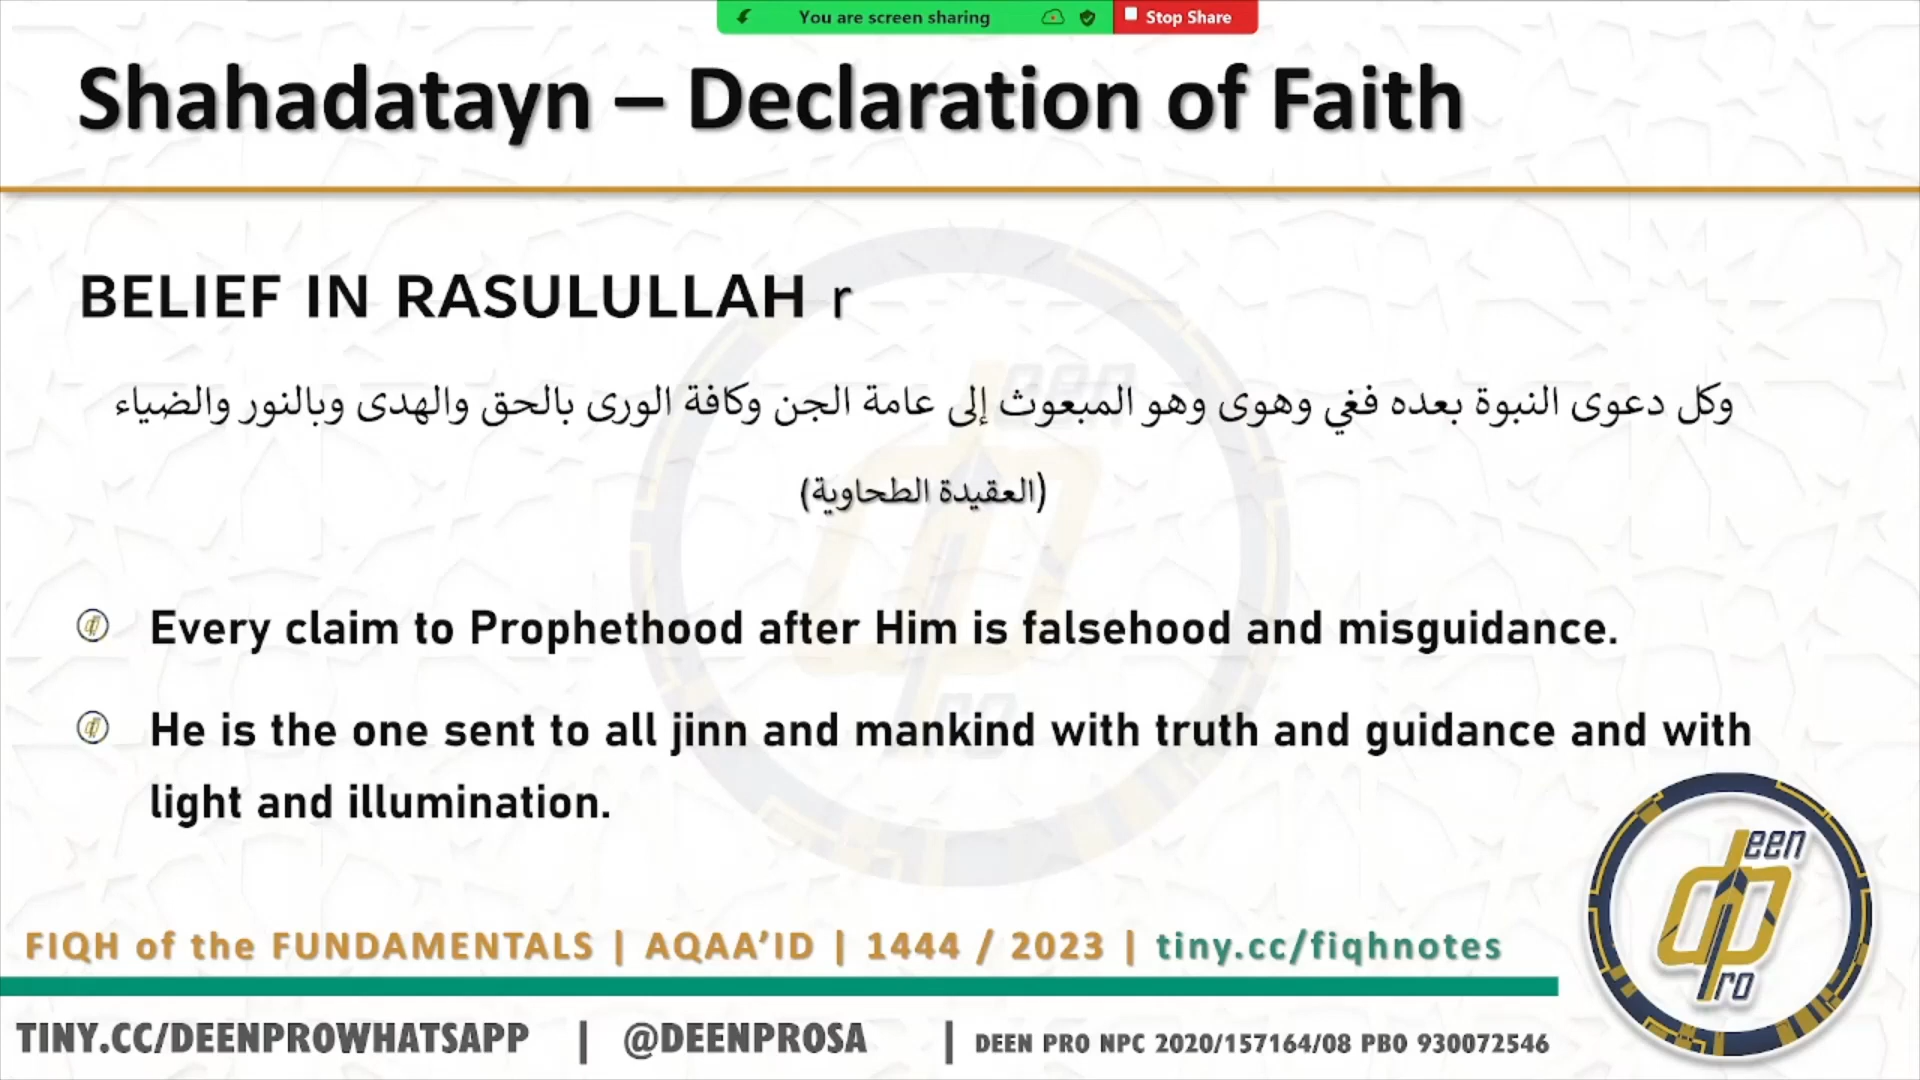 You are screen sharing Stop Share
Shahadatayn – Declaration of Faith
BELIEF IN RASULULLAH r
وكل دعوى النبوة بعده فغي وهوى وهو المبعوث إلى عامة الجن وكافة الورى بالحق والهدى وبالنور والضياء
(العقيدة الطحاوية)
Every claim to Prophethood after Him is falsehood and misguidance.
He is the one sent to all jinn and mankind with truth and guidance and with
light and illumination.
een
ro
FIQH of the FUNDAMENTALS | AQAA’ID | 1444 / 2023 | tiny.cc/fiqhnotes
TINY.CC/DEENPROWHATSAPP | @DEENPROSA | DEEN PRO NPC 2020/157164/08 PBO 930072546